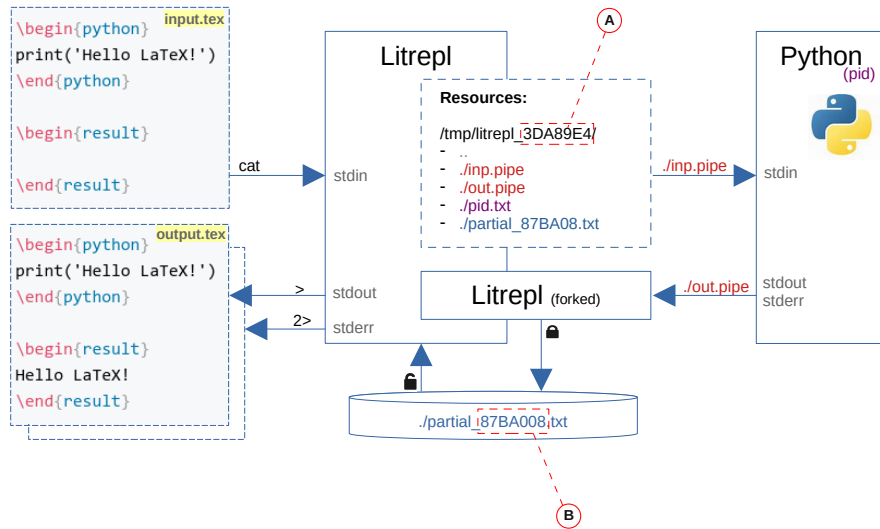 input.tex
\begin{python}
print('Hello LaTeX!')
\end{python}
\begin{result}
\end{result}
cat
output.tex
\begin{python}
print('Hello LaTeX!')
\end{python}
\begin{result}
Hello LaTeX!
\end{result}
>
2>
Litrepl
stdin
stdout
stderr
A
Resources:
/tmp/litrepl_3DA89E4/
- ..
- ./inp.pipe
- ./out.pipe
- ./pid.txt
- ./partial_87BA08.txt
Litrepl (forked)
./partial_87BA008.txt
B
./inp.pipe
./out.pipe
Python
(pid)
stdin
stdout
stderr